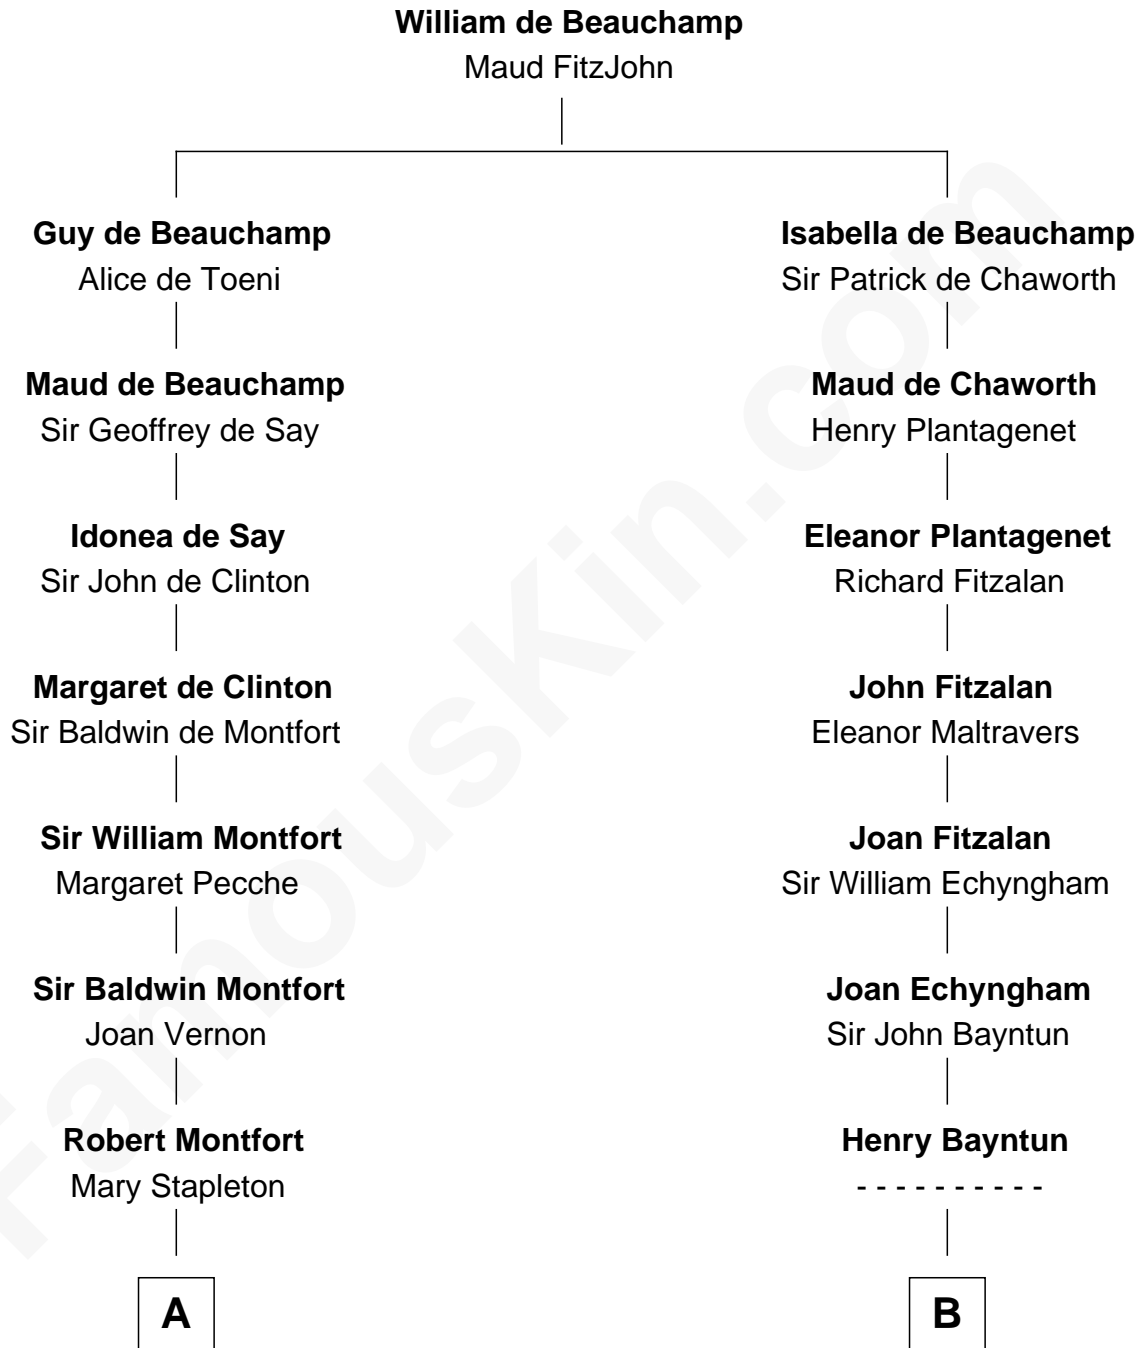 William de Beauchamp
Maud FitzJohn
Guy de Beauchamp
Alice de Toeni
Isabella de Beauchamp
Sir Patrick de Chaworth
Maud de Beauchamp
Sir Geoffrey de Say
Maud de Chaworth
Henry Plantagenet
Idonea de Say
Sir John de Clinton
Eleanor Plantagenet
Richard Fitzalan
Margaret de Clinton
Sir Baldwin de Montfort
John Fitzalan
Eleanor Maltravers
Sir William Montfort
Margaret Pecche
Joan Fitzalan
Sir William Echyngham
Sir Baldwin Montfort
Joan Vernon
Joan Echyngham
Sir John Bayntun
Robert Montfort
Mary Stapleton
Henry Bayntun
- - - - - - - - - -
A
B
FamousKin.com